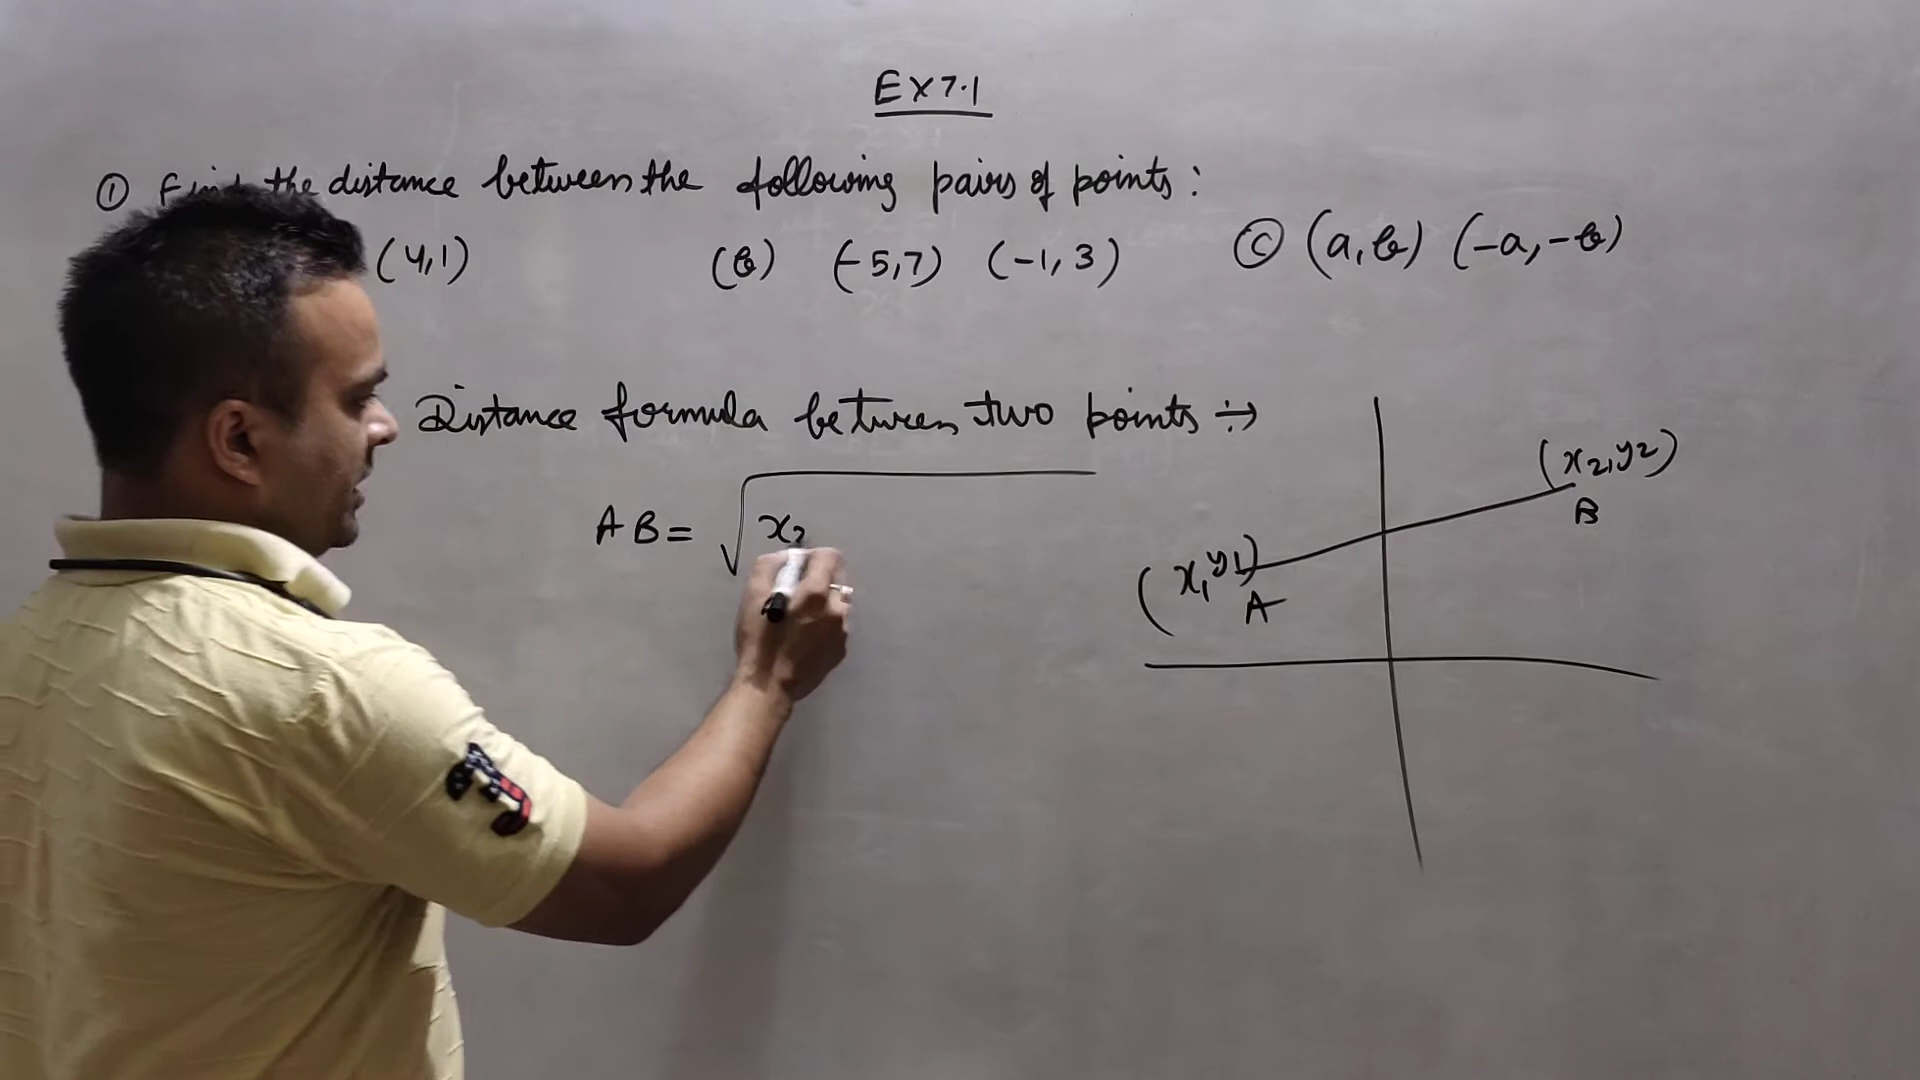 Ex 7.1
① Find the distance between the following pairs of points :
(4,1) (b) (-5,7) (-1,3) ⓒ (a,b) (-a,-b)
Distance formula between two points :→
AB = √ x2
(x1, y1)
A
(x2, y2)
B